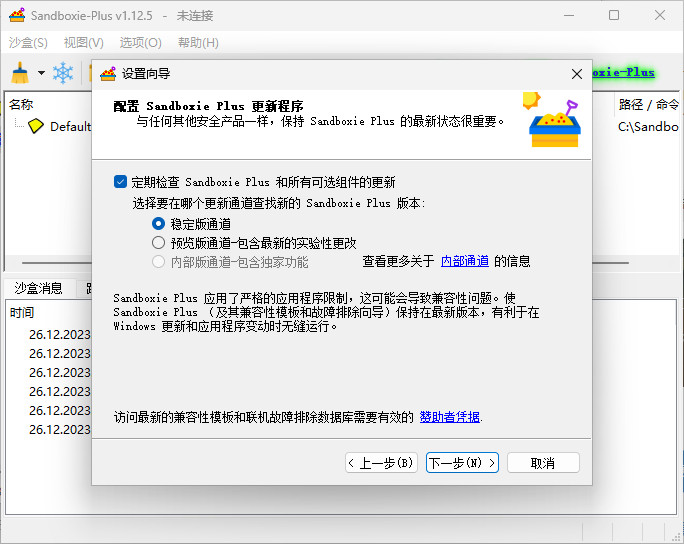 Sandboxie-Plus v1.12.5 - 未连接
沙盒(S) 视图(V) 选项(O) 帮助(H)
oxie-Plus
名称 路径 / 命令
Default C:\Sandbo
沙盒消息
时间
26.12.2023
26.12.2023
26.12.2023
26.12.2023
26.12.2023
26.12.2023
设置向导
配置 Sandboxie Plus 更新程序
与任何其他安全产品一样，保持 Sandboxie Plus 的最新状态很重要。
定期检查 Sandboxie Plus 和所有可选组件的更新
选择要在哪个更新通道查找新的 Sandboxie Plus 版本:
稳定版通道
预览版通道-包含最新的实验性更改
内部版通道-包含独家功能 查看更多关于 内部通道 的信息
Sandboxie Plus 应用了严格的应用程序限制，这可能会导致兼容性问题。使
Sandboxie Plus （及其兼容性模板和故障排除向导）保持在最新版本，有利于在
Windows 更新和应用程序变动时无缝运行。
访问最新的兼容性模板和联机故障排除数据库需要有效的 赞助者凭据.
< 上一步(B) 下一步(N) > 取消